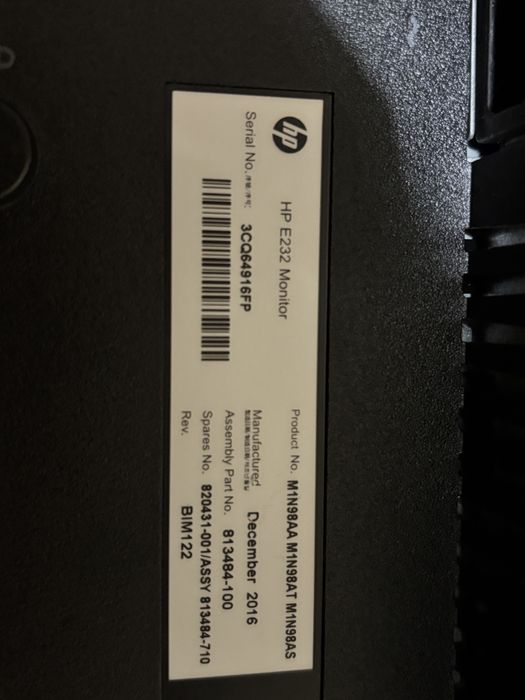 hp
HP E232 Monitor
Product No. M1N98AA M1N98AT M1N98AS
Serial No. 3CQ64916FP
Manufactured December 2016
Assembly Part No. 813484-100
Spares No. 820431-001/ASSY 813484-710
Rev. BIM122